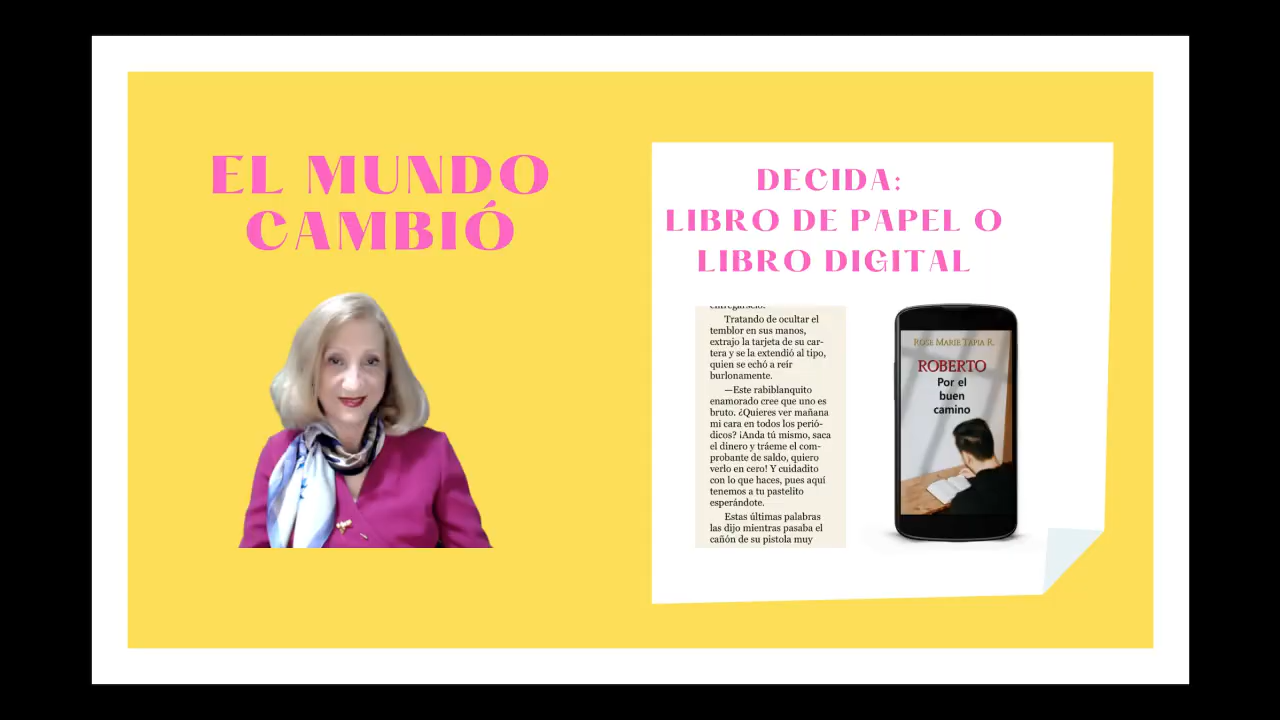 EL MUNDO
CAMBIÓ
DECIDA:
LIBRO DE PAPEL O
LIBRO DIGITAL
Tratando de ocultar el
temblor en sus manos,
extrajo la tarjeta de su car-
tera y se la extendió al tipo,
quien se echó a reír
burlonamente.
—Este rabiblanquito
enamorado cree que uno es
bruto. ¿Quieres ver mañana
mi cara en todos los perió-
dicos? ¡Anda tú mismo, saca
el dinero y tráeme el com-
probante de saldo, quiero
verlo en cero! Y cuidadito
con lo que haces, pues aquí
tenemos a tu pastelito
esperándote.
Estas últimas palabras
las dijo mientras pasaba el
cañón de su pistola muy
ROSE MARIE TAPIA R.
ROBERTO
Por el
buen
camino